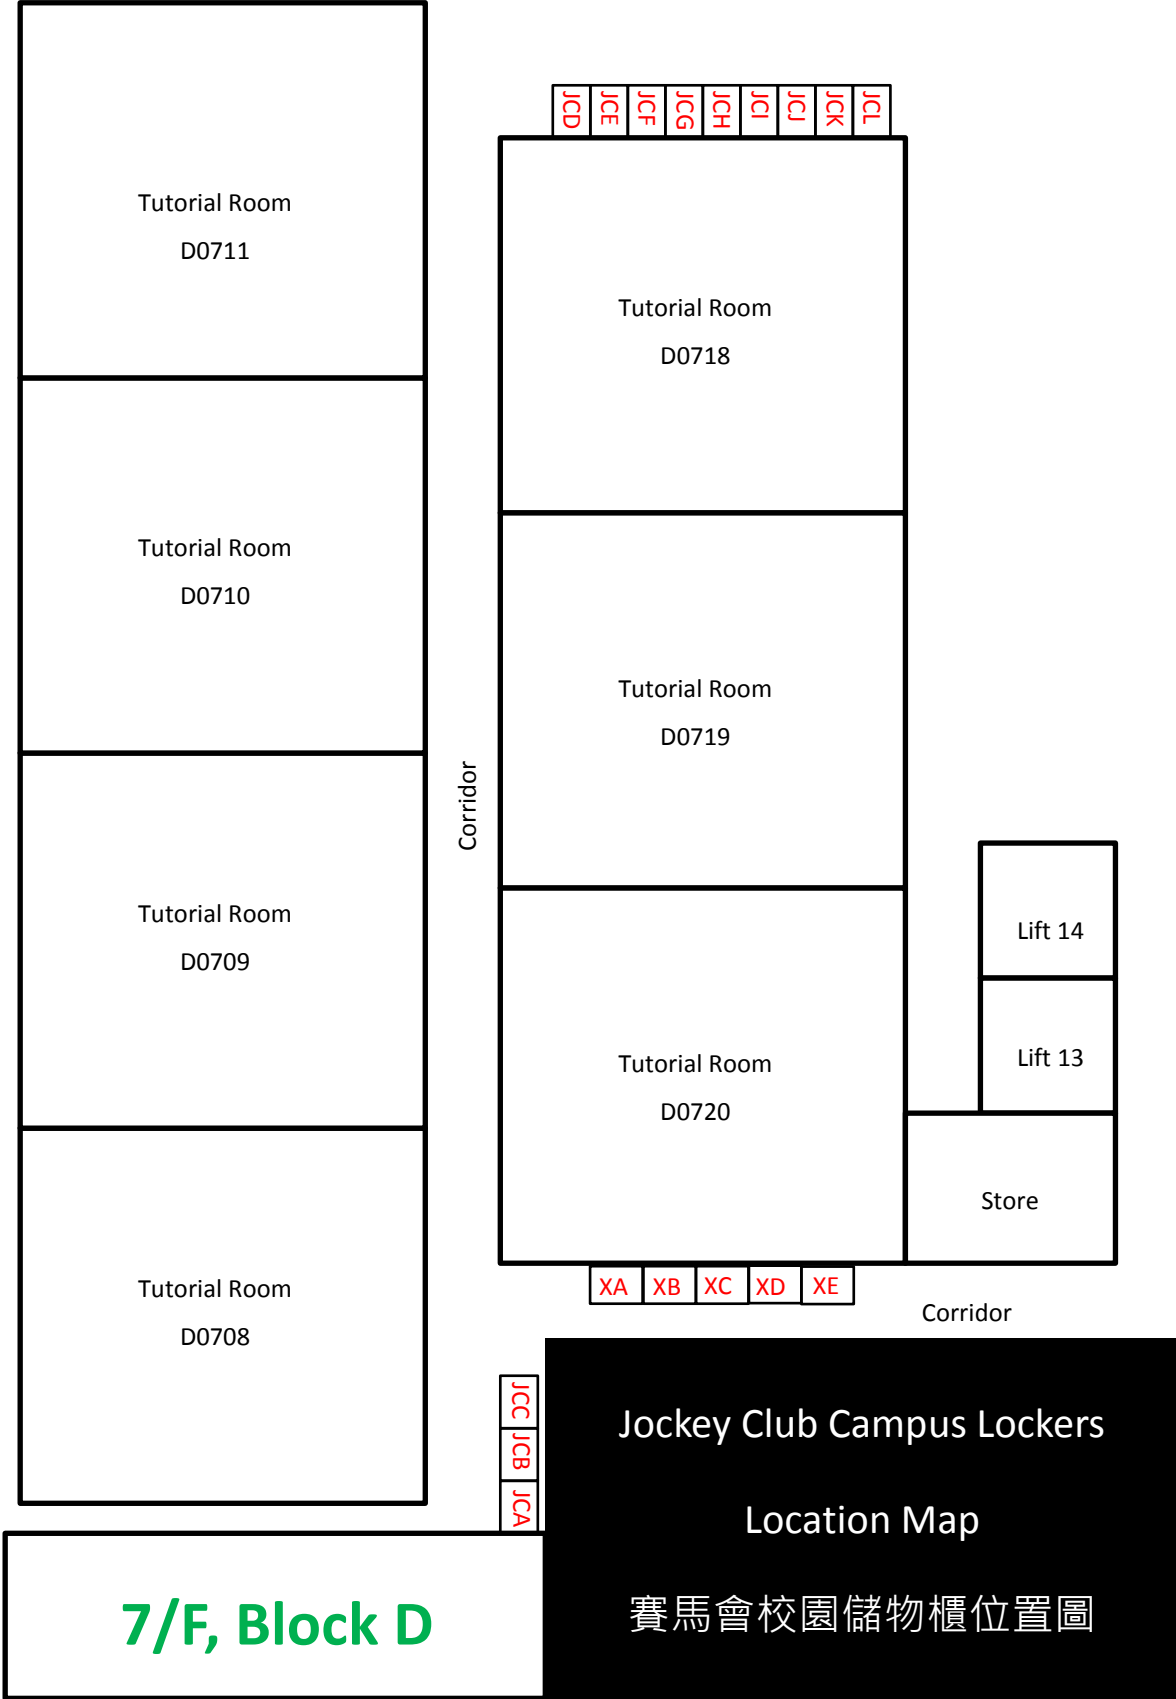 JCD JCE JCF JCG JCH JCI JCJ JCK JCL
Tutorial Room
D0711
Tutorial Room
D0718
Tutorial Room
D0710
Tutorial Room
D0719
Corridor
Tutorial Room
D0709
Lift 14
Lift 13
Tutorial Room
D0720
Store
Tutorial Room
D0708
XA XB XC XD XE
Corridor
JCC
JCB
JCA
Jockey Club Campus Lockers
Location Map
賽馬會校園儲物櫃位置圖
7/F, Block D